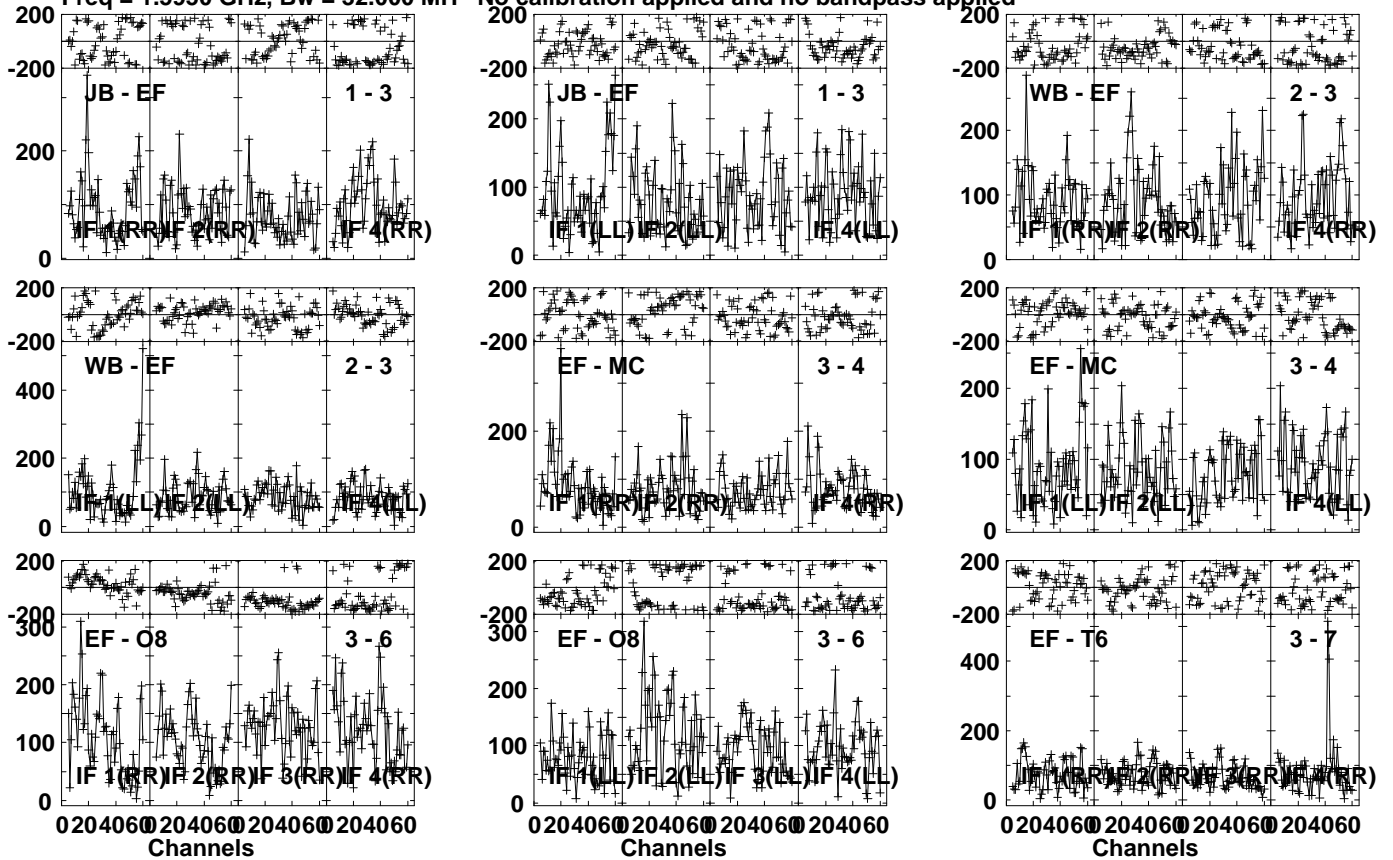 No calibration applied and no bandpass applied
200
-200
JB - EF 1 - 3
200
0
IF 1(RR) IF 2(RR) IF 4(RR)
200
-200
JB - EF 1 - 3
200
100
0
IF 1(LL) IF 2(LL) IF 4(LL)
200
-200
WB - EF 2 - 3
200
100
0
IF 1(RR) IF 2(RR) IF 4(RR)
200
-200
WB - EF 2 - 3
400
200
0
IF 1(LL) IF 2(LL) IF 4(LL)
200
-200
EF - MC 3 - 4
200
0
IF 1(RR) IF 2(RR) IF 4(RR)
200
-200
EF - MC 3 - 4
200
100
0
IF 1(LL) IF 2(LL) IF 4(LL)
200
-200
300
EF - O8 3 - 6
200
100
0
IF 1(RR) IF 2(RR) IF 3(RR) IF 4(RR)
0 20 40 60 0 20 40 60 0 20 40 60 0 20 40 60
Channels
200
-200
300
EF - O8 3 - 6
200
100
0
IF 1(LL) IF 2(LL) IF 3(LL) IF 4(LL)
0 20 40 60 0 20 40 60 0 20 40 60 0 20 40 60
Channels
200
-200
EF - T6 3 - 7
400
200
0
IF 1(RR) IF 2(RR) IF 3(RR) IF 4(RR)
0 20 40 60 0 20 40 60 0 20 40 60 0 20 40 60
Channels